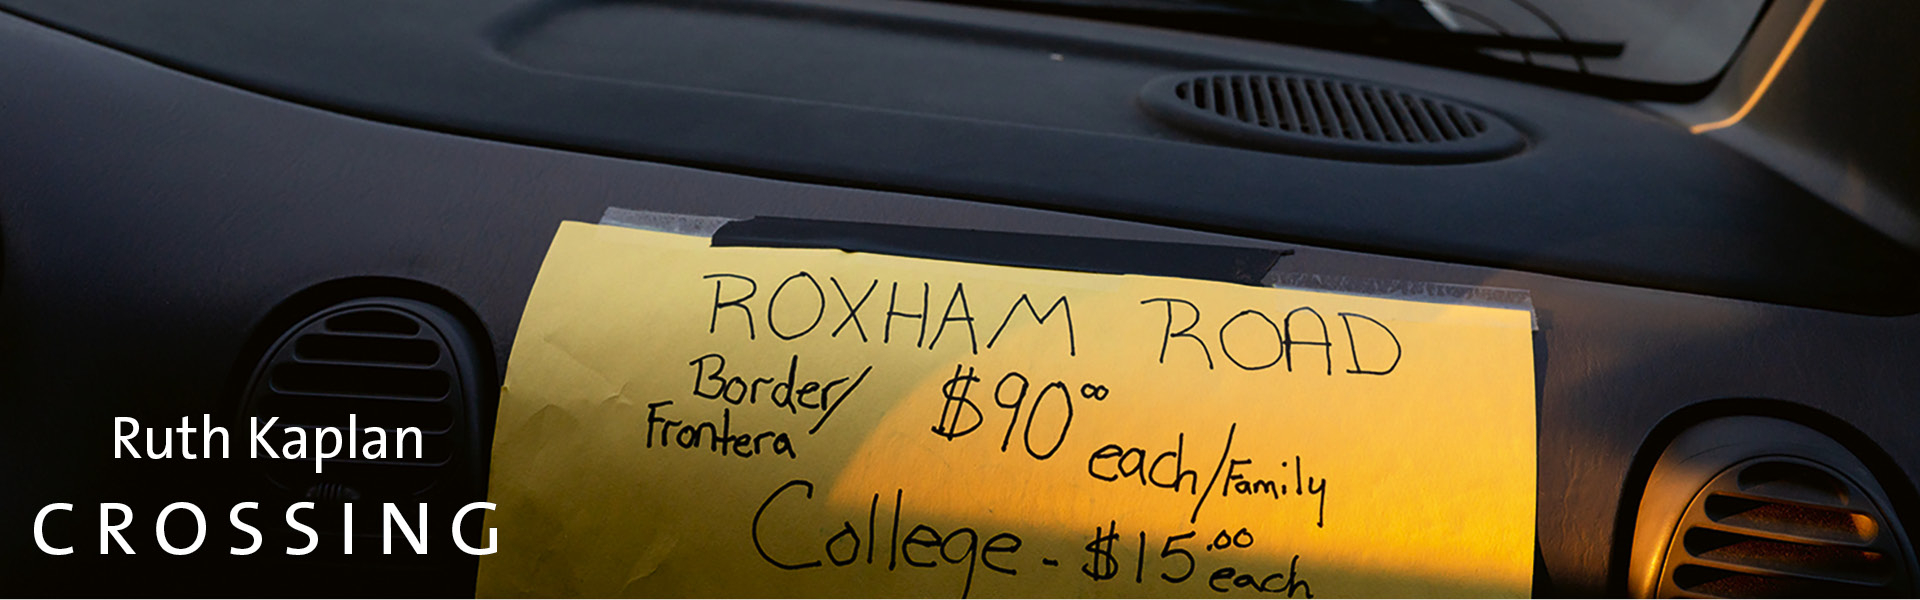 ROXHAM ROAD
Border/ $90.00 each/Family
Frontera
College - $15.00 each
Ruth Kaplan
CROSSING